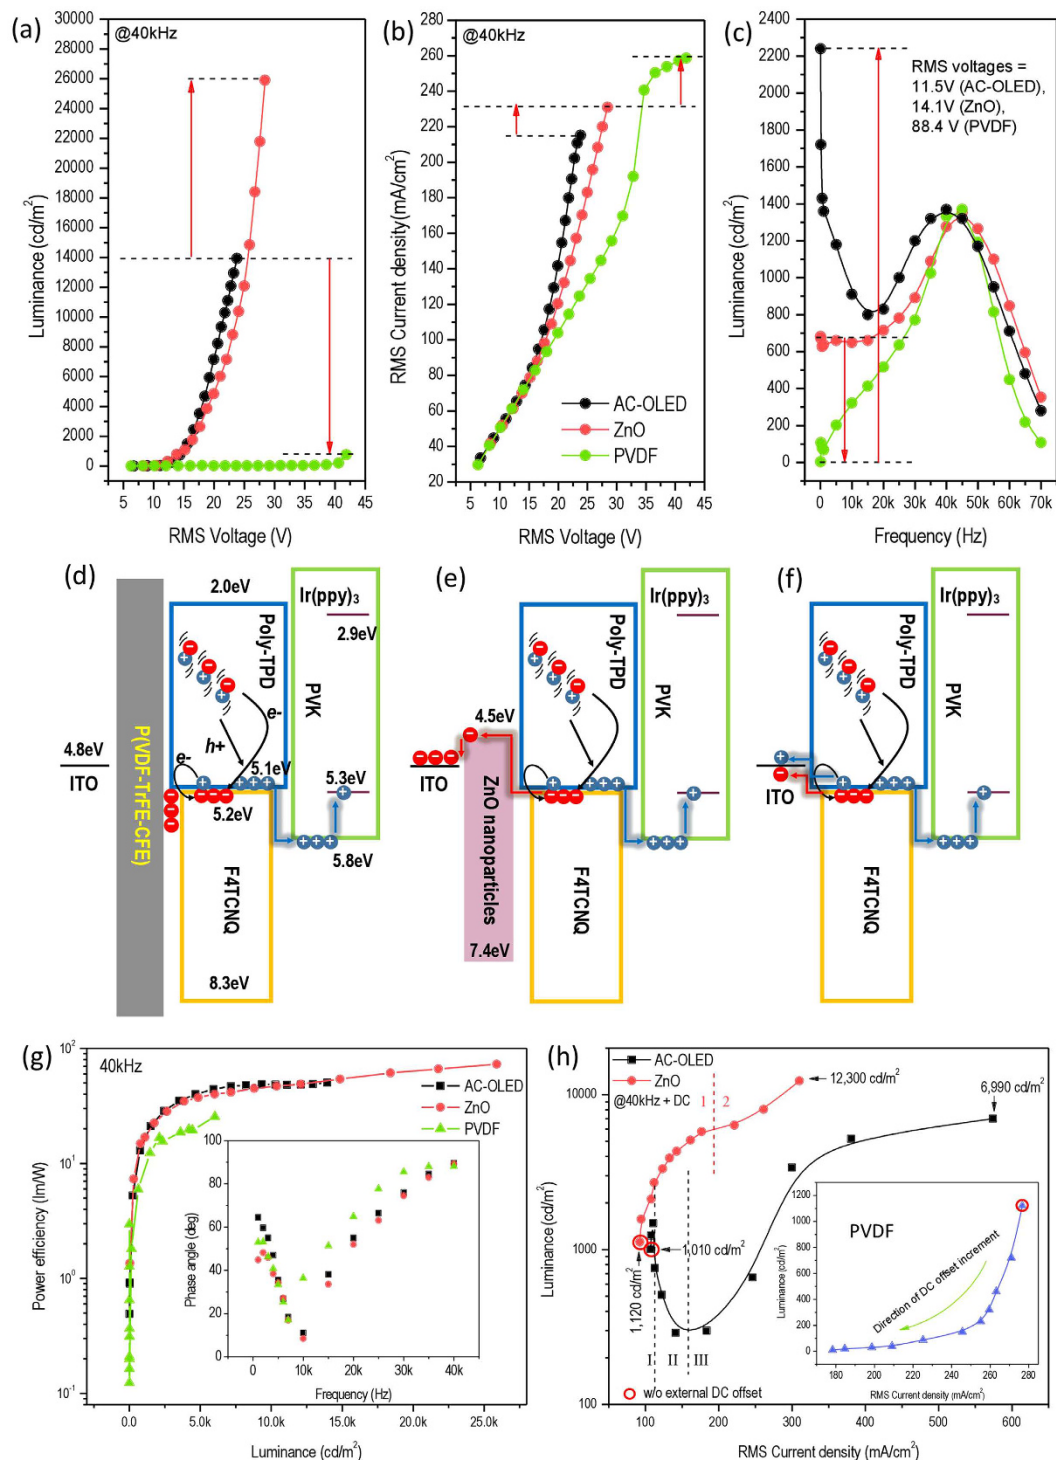 (a)
@40kHz
30000
28000
26000
24000
22000
20000
18000
16000
14000
12000
10000
8000
6000
4000
2000
0
Luminance (cd/m²)
5 10 15 20 25 30 35 40 45
RMS Voltage (V)
(b)
@40kHz
280
260
240
220
200
180
160
140
120
100
80
60
40
20
RMS Current density(mA/cm²)
AC-OLED
ZnO
PVDF
5 10 15 20 25 30 35 40 45
RMS Voltage (V)
(c)
2400
2200
2000
1800
1600
1400
1200
1000
800
600
400
200
0
Luminance (cd/m²)
RMS voltages =
11.5V (AC-OLED),
14.1V (ZnO),
88.4 V (PVDF)
0 10k 20k 30k 40k 50k 60k 70k
Frequency (Hz)
(d)
2.0eV
Poly-TPD
Ir(ppy)₃
2.9eV
PVK
P(VDF-TrFE-CFE)
4.8eV
ITO
e-
h+
e-
5.1eV
5.2eV
5.3eV
5.8eV
F4TCNQ
8.3eV
(e)
Poly-TPD
Ir(ppy)₃
PVK
4.5eV
ITO
ZnO nanoparticles
7.4eV
F4TCNQ
(f)
Poly-TPD
Ir(ppy)₃
PVK
ITO
F4TCNQ
(g)
40kHz
10²
10¹
10⁰
10⁻¹
Power efficiency (lm/W)
AC-OLED
ZnO
PVDF
100
80
60
40
20
0
Phase angle (deg)
0 10k 20k 30k 40k
Frequency (Hz)
0.0 5.0k 10.0k 15.0k 20.0k 25.0k
Luminance (cd/m²)
(h)
AC-OLED
ZnO
@40kHz + DC
1 2
12,300 cd/m²
6,990 cd/m²
10000
1000
100
Luminance (cd/m²)
1,010 cd/m²
1,120 cd/m²
I II III
w/o external DC offset
PVDF
1200
1000
800
600
400
200
0
Luminance (cd/m²)
Direction of DC offset increment
180 200 220 240 260 280
RMS Current density (mA/cm²)
100 200 300 400 500 600
RMS Current density (mA/cm²)